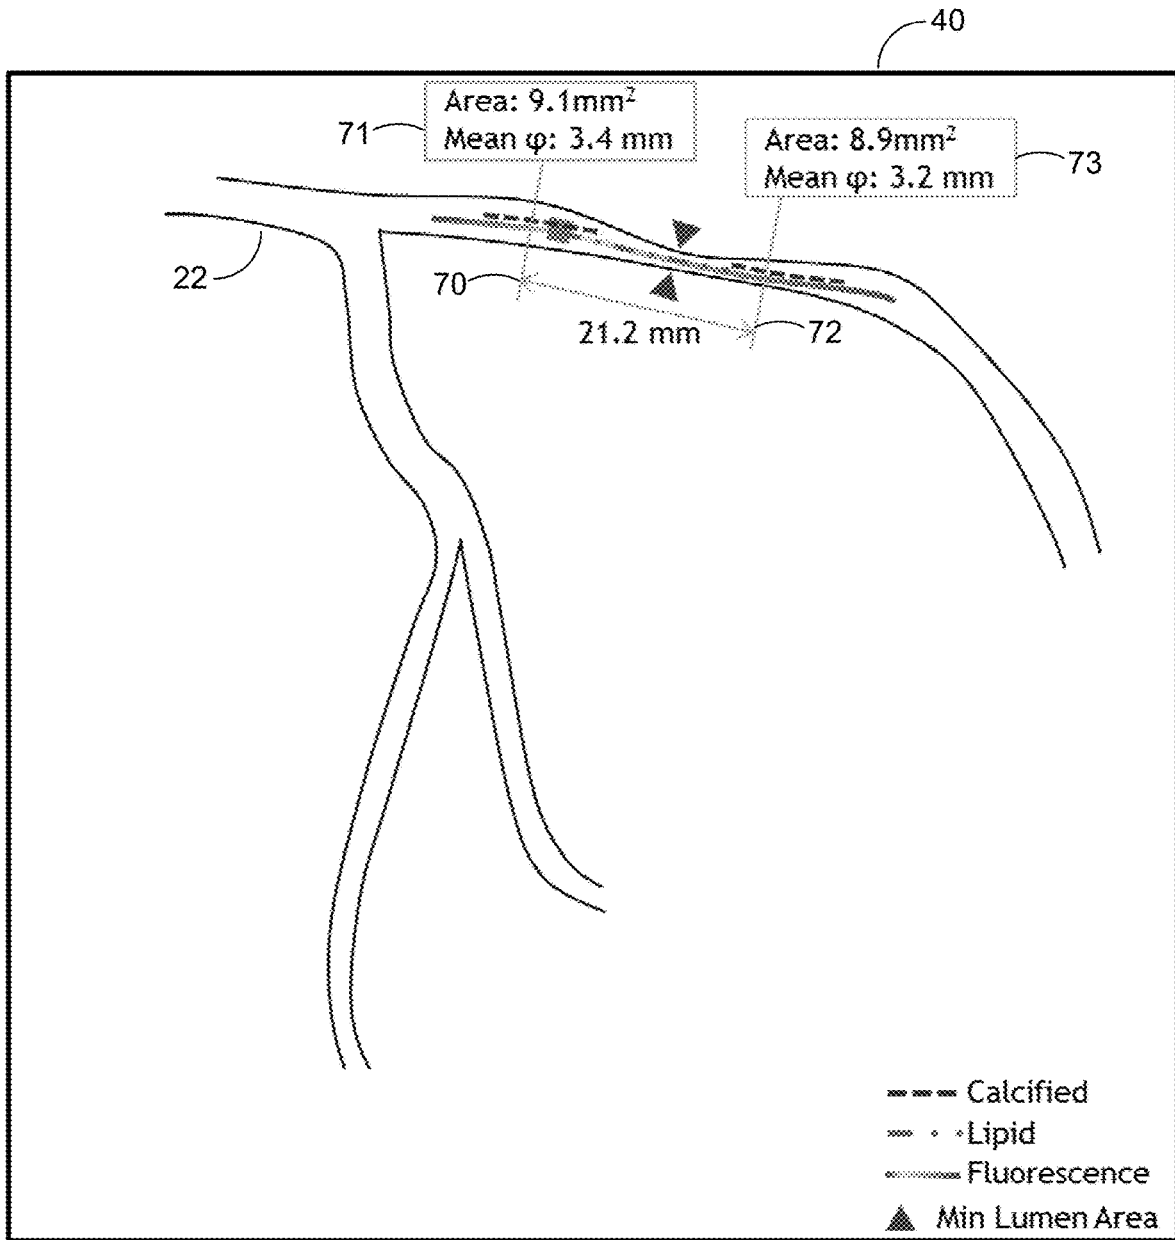 40
Area: 9.1mm²
Mean φ: 3.4 mm
71
Area: 8.9mm²
Mean φ: 3.2 mm
73
22
70
21.2 mm
72
Calcified
Lipid
Fluorescence
Min Lumen Area